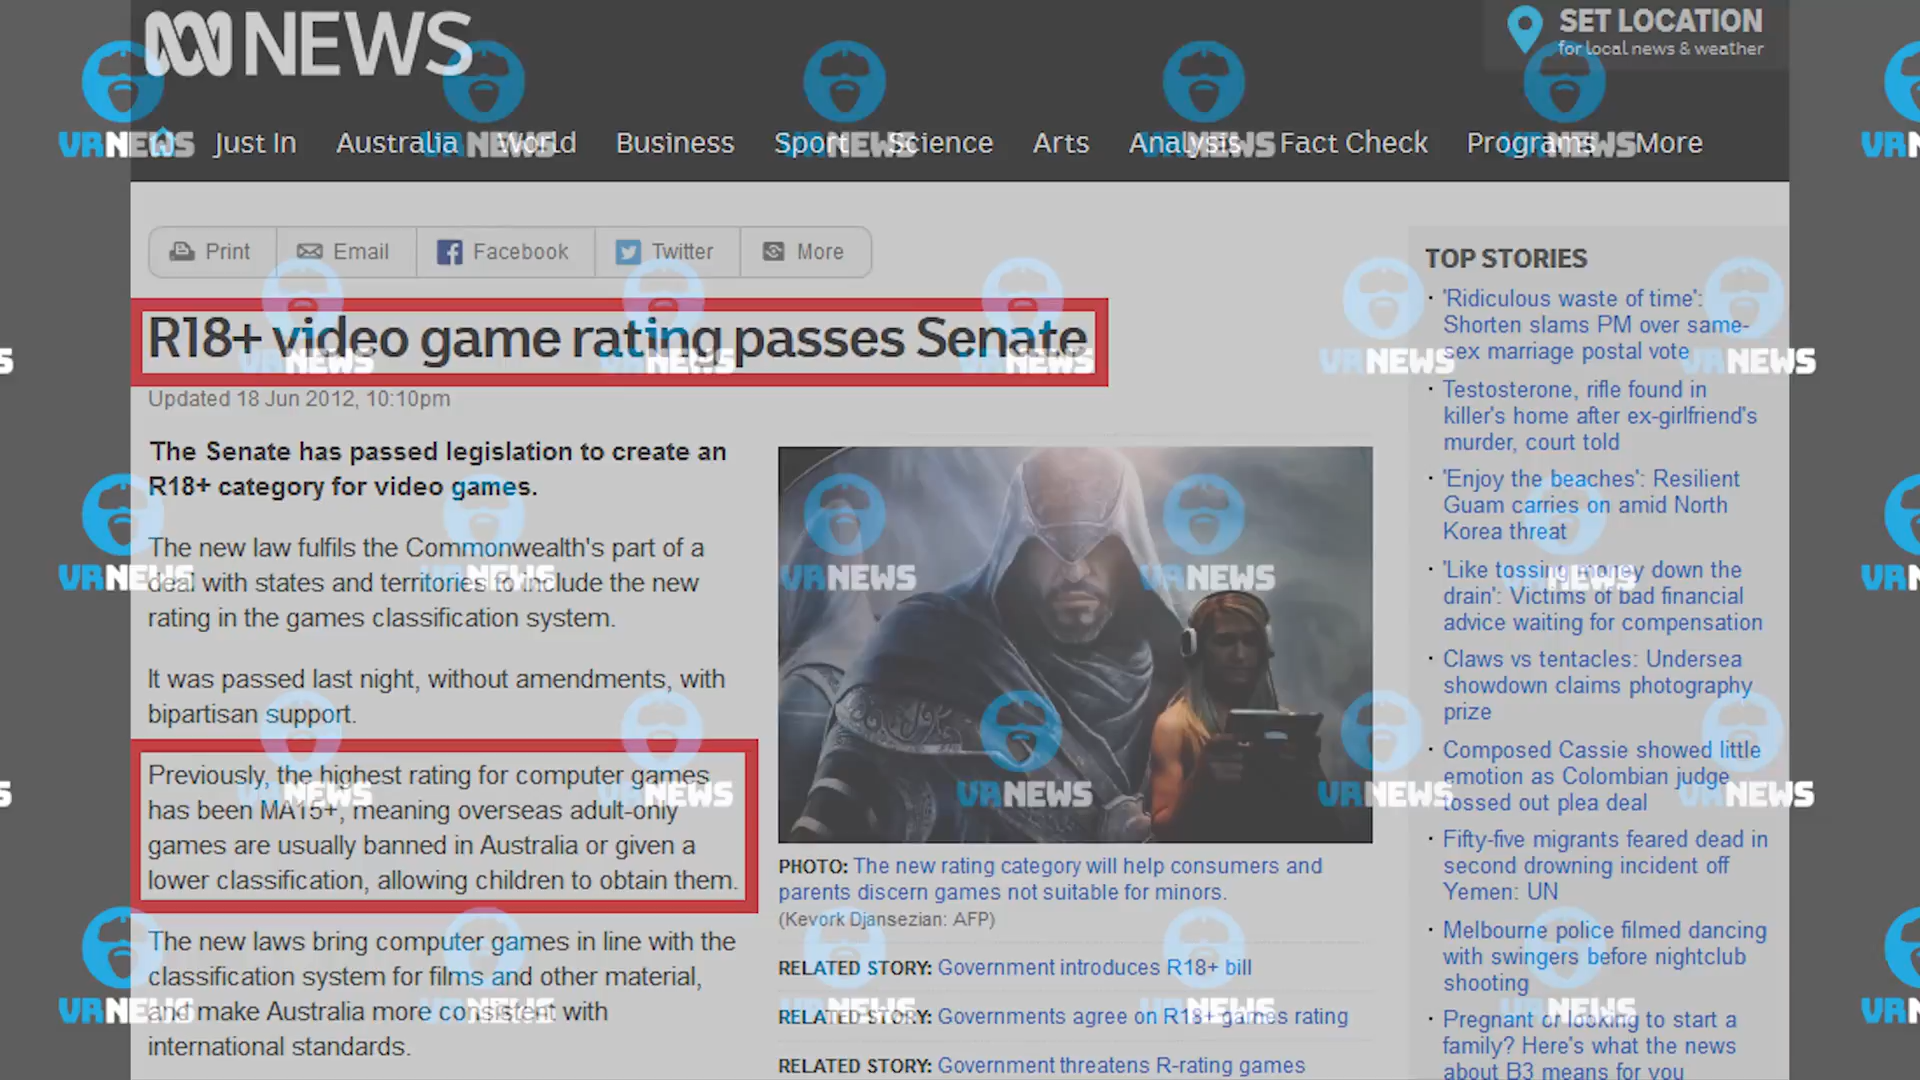 NEWS
SET LOCATION
for local news & weather
Just In
Australia
World
Business
Sport
Science
Arts
Analysis
Fact Check
Programs
More
Print
Email
Facebook
Twitter
More
R18+ video game rating passes Senate
Updated 18 Jun 2012, 10:10pm
The Senate has passed legislation to create an
R18+ category for video games.
The new law fulfils the Commonwealth's part of a
deal with states and territories to include the new
rating in the games classification system.
It was passed last night, without amendments, with
bipartisan support.
Previously, the highest rating for computer games
has been MA15+, meaning overseas adult-only
games are usually banned in Australia or given a
lower classification, allowing children to obtain them.
The new laws bring computer games in line with the
classification system for films and other material,
and make Australia more consistent with
international standards.
PHOTO: The new rating category will help consumers and
parents discern games not suitable for minors.
(Kevork Djansezian: AFP)
RELATED STORY: Government introduces R18+ bill
RELATED STORY: Governments agree on R18+ games rating
RELATED STORY: Government threatens R-rating games
TOP STORIES
'Ridiculous waste of time':
Shorten slams PM over same-
sex marriage postal vote
Testosterone, rifle found in
killer's home after ex-girlfriend's
murder, court told
'Enjoy the beaches': Resilient
Guam carries on amid North
Korea threat
'Like tossing money down the
drain': Victims of bad financial
advice waiting for compensation
Claws vs tentacles: Undersea
showdown claims photography
prize
Composed Cassie showed little
emotion as Colombian judge
tossed out plea deal
Fifty-five migrants feared dead in
second drowning incident off
Yemen: UN
Melbourne police filmed dancing
with swingers before nightclub
shooting
Pregnant or looking to start a
family? Here's what the news
about B3 means for you
VRNEWS